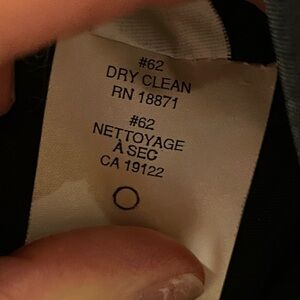 #62
DRY CLEAN
RN 18871
#62
NETTOYAGE
À SEC
CA 19122